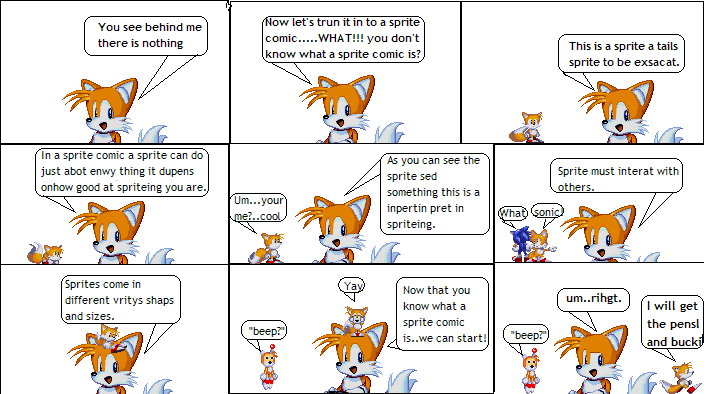 You see behind me
there is nothing
Now let's trun it in to a sprite
comic.....WHAT!!! you don't
know what a sprite comic is?
This is a sprite a tails
sprite to be exsacat.
In a sprite comic a sprite can do
just abot enwy thing it dupens
onhow good at spriteing you are.
Um...your
me?..cool
As you can see the
sprite sed
something this is a
inpertin pret in
spriteing.
What
sonic!
Sprite must interat with
others.
Sprites come in
different vritys shaps
and sizes.
"beep?"
Yay
Now that you
know what a
sprite comic
is..we can start!
"beep?"
um..rihgt.
I will get
the pensl
and buckj